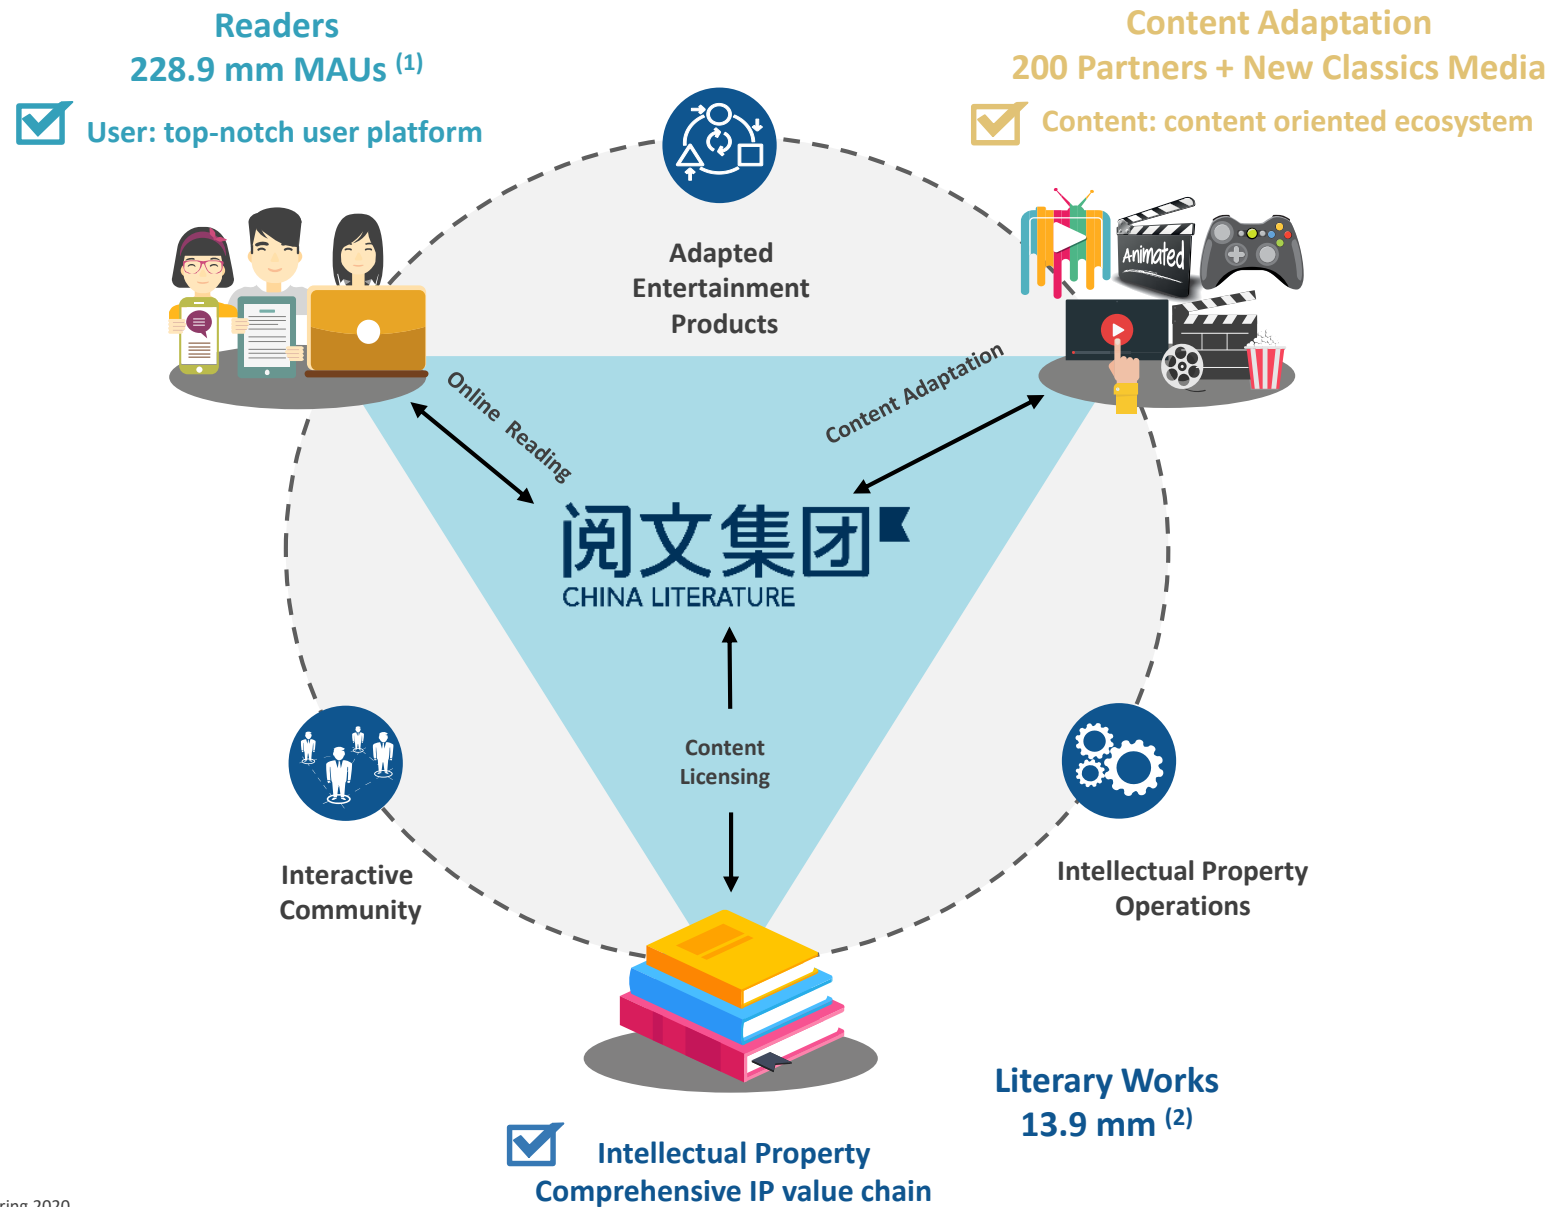 Readers
228.9 mm MAUs (1)
User: top-notch user platform
Content Adaptation
200 Partners + New Classics Media
Content: content oriented ecosystem
Adapted
Entertainment
Products
Animated
Online Reading
Content Adaptation
阅文集团
CHINA LITERATURE
Content
Licensing
Interactive
Community
Intellectual Property
Operations
Literary Works
13.9 mm (2)
Intellectual Property
Comprehensive IP value chain
2020